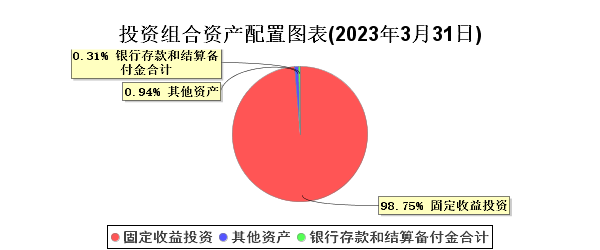 投资组合资产配置图表(2023年3月31日)
0.31% 银行存款和结算备
付金合计
0.94% 其他资产
98.75% 固定收益投资
固定收益投资 其他资产 银行存款和结算备付金合计